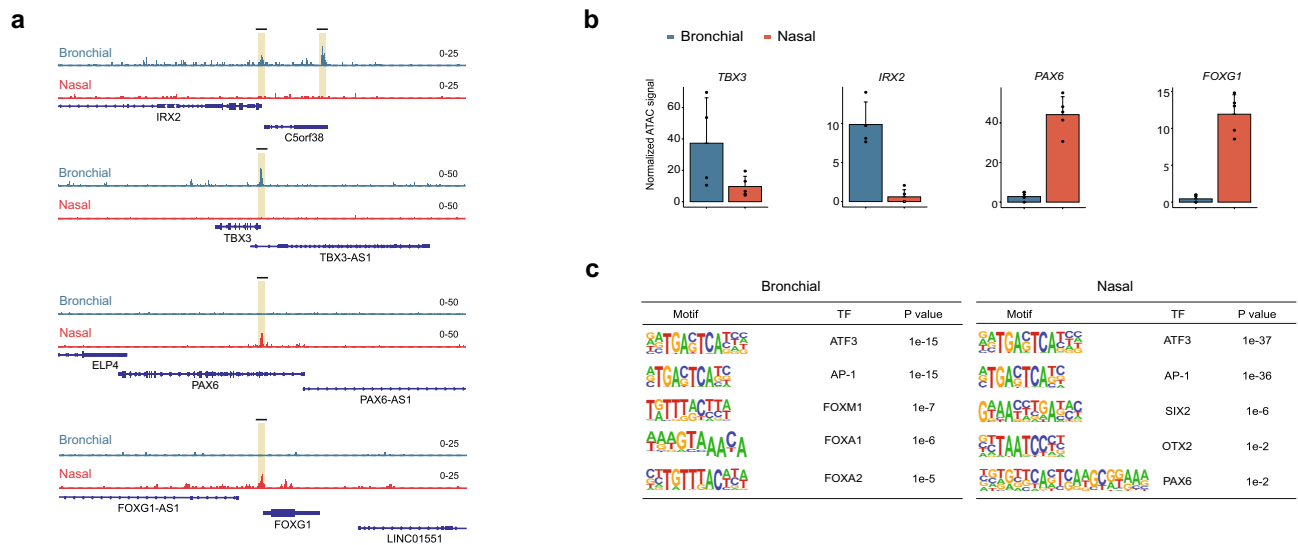 a
Bronchial
0-25
Nasal
0-25
IRX2
C5orf38
Bronchial
0-50
Nasal
0-50
TBX3
TBX3-AS1
Bronchial
0-50
Nasal
0-50
ELP4
PAX6
PAX6-AS1
Bronchial
0-25
Nasal
0-25
FOXG1-AS1
FOXG1
LINC01551
b
Bronchial Nasal
TBX3 IRX2 PAX6 FOXG1
Normalized ATAC signal
60
40
20
0
10
5
0
40
20
0
15
10
5
0
c
Bronchial Nasal
Motif TF P value Motif TF P value
ATF3 1e-15 ATF3 1e-37
AP-1 1e-15 AP-1 1e-36
FOXM1 1e-7 SIX2 1e-6
FOXA1 1e-6 OTX2 1e-2
FOXA2 1e-5 PAX6 1e-2